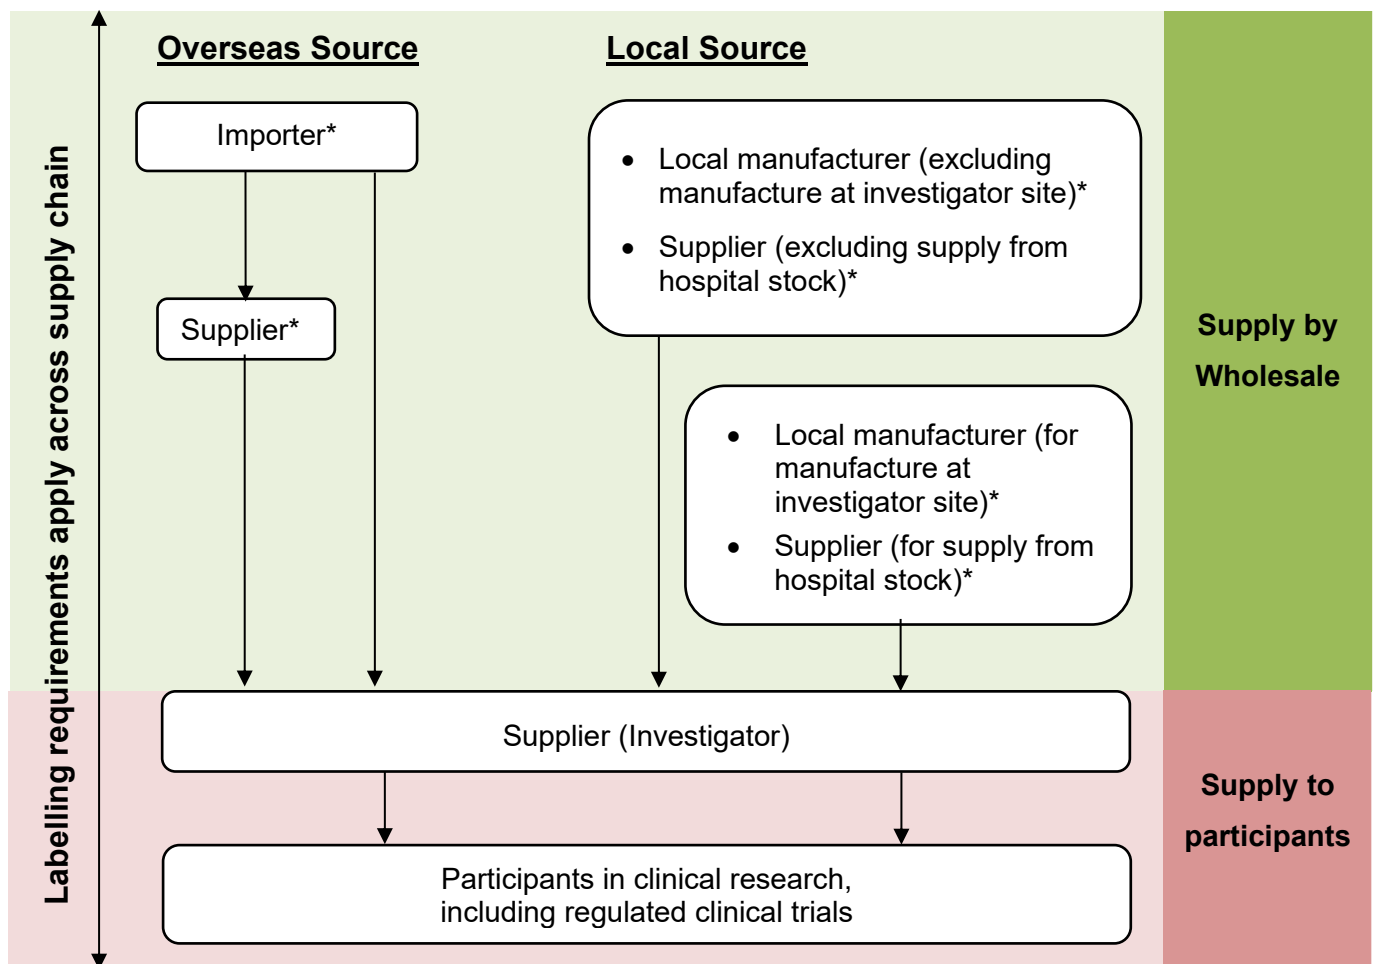 Labelling requirements apply across supply chain
Overseas Source
Local Source
Importer*
Supplier*
• Local manufacturer (excluding
manufacture at investigator site)*
• Supplier (excluding supply from
hospital stock)*
• Local manufacturer (for
manufacture at
investigator site)*
• Supplier (for supply from
hospital stock)*
Supply by
Wholesale
Supplier (Investigator)
Participants in clinical research,
including regulated clinical trials
Supply to
participants